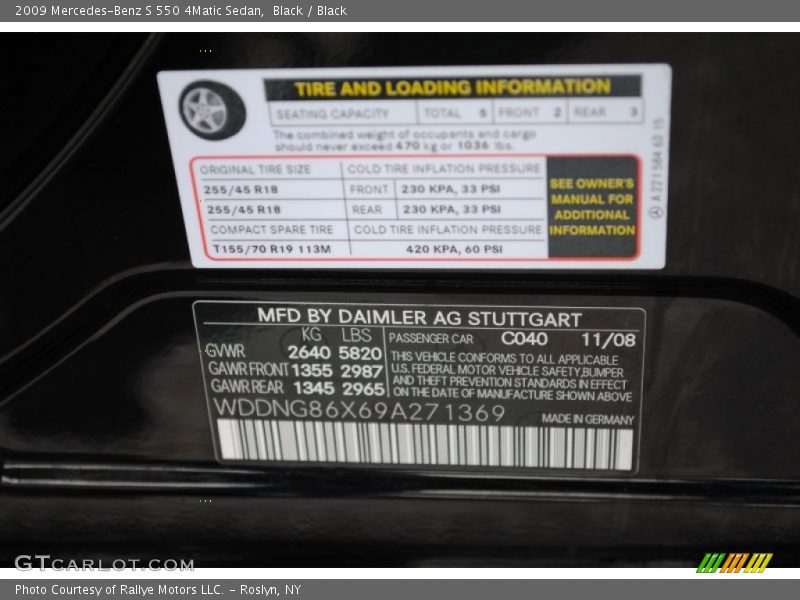 2009 Mercedes-Benz S 550 4Matic Sedan, Black / Black
TIRE AND LOADING INFORMATION
SEATING CAPACITY TOTAL 5 FRONT 2 REAR 3
The combined weight of occupants and cargo
should never exceed 470 kg or 1036 lbs.
ORIGINAL TIRE SIZE COLD TIRE INFLATION PRESSURE
255/45 R18 FRONT 230 KPA, 33 PSI
255/45 R18 REAR 230 KPA, 33 PSI
COMPACT SPARE TIRE COLD TIRE INFLATION PRESSURE
T155/70 R19 113M 420 KPA, 60 PSI
SEE OWNER'S
MANUAL FOR
ADDITIONAL
INFORMATION
A 221 584 63 15
MFD BY DAIMLER AG STUTTGART
KG LBS
GVWR 2640 5820
GAWR FRONT 1355 2987
GAWR REAR 1345 2965
PASSENGER CAR C040 11/08
THIS VEHICLE CONFORMS TO ALL APPLICABLE
U.S. FEDERAL MOTOR VEHICLE SAFETY, BUMPER
AND THEFT PREVENTION STANDARDS IN EFFECT
ON THE DATE OF MANUFACTURE SHOWN ABOVE
WDDNG86X69A271369 MADE IN GERMANY
GTCARLOT.COM
Photo Courtesy of Rallye Motors LLC. - Roslyn, NY